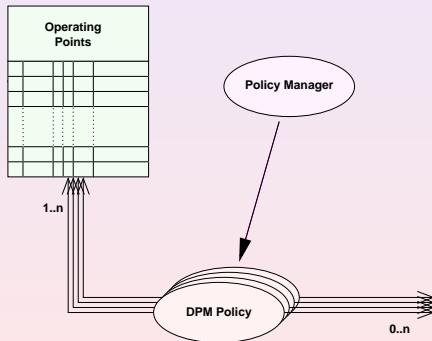 Operating
Points
Policy Manager
1..n
DPM Policy
0..n